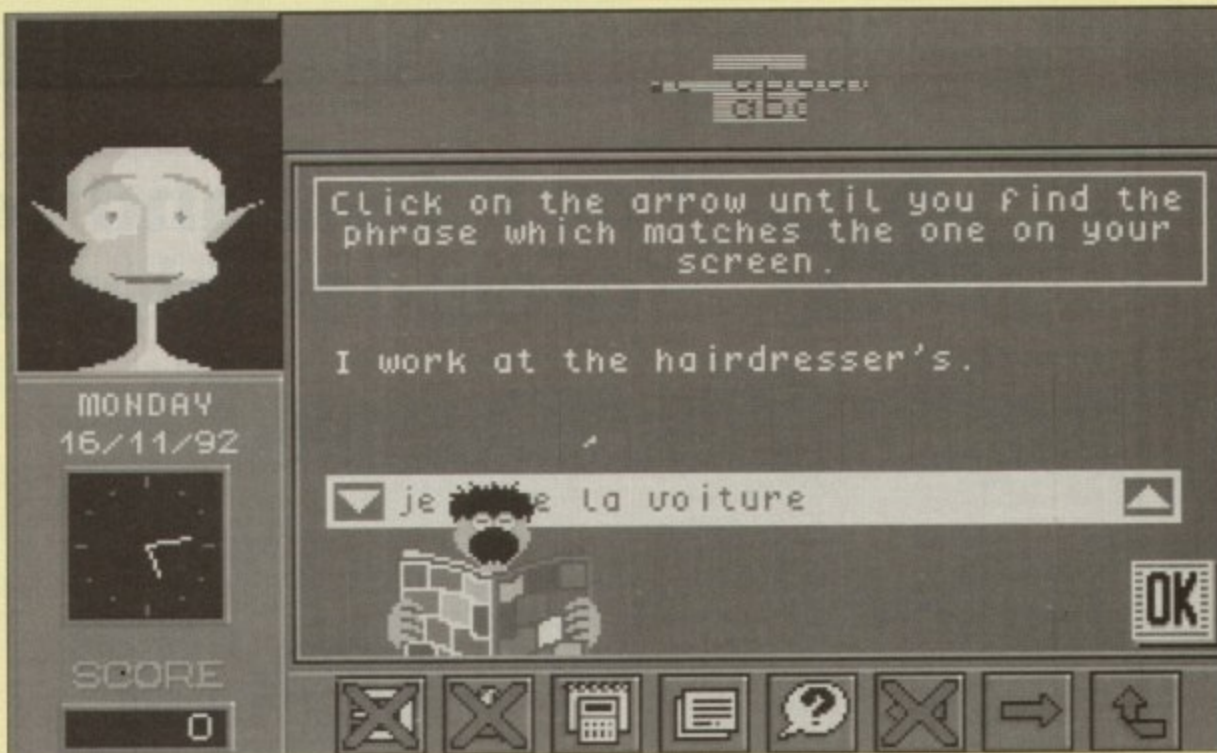 abc
Click on the arrow until you find the
phrase which matches the one on your
screen.
I work at the hairdresser's.
MONDAY
16/11/92
je la voiture
OK
SCORE
0
?